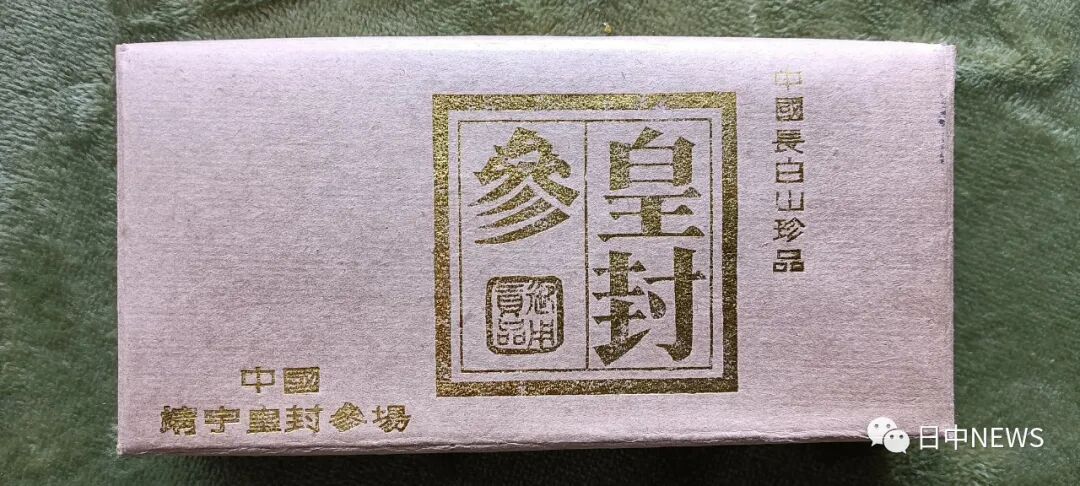 中國長白山珍品
皇封
參
御用
貢品
中國
靖宇皇封參場
日中NEWS